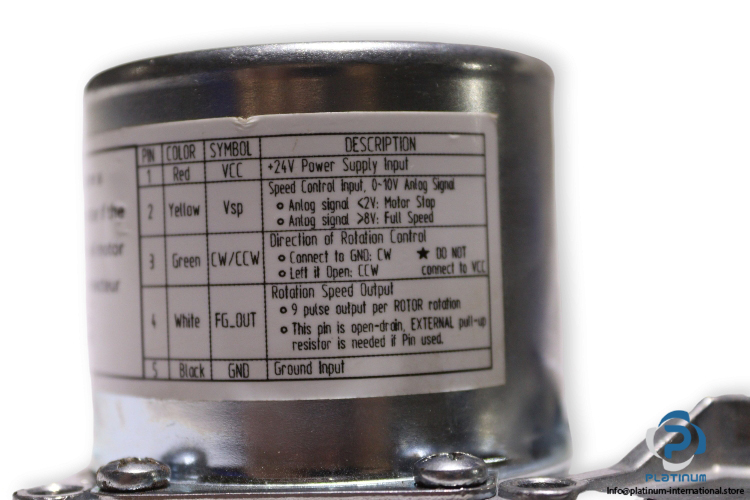 PIN COLOR SYMBOL DESCRIPTION
1 Red VCC +24V Power Supply Input
2 Yellow Vsp Speed Control Input, 0~10V Anlog Signal
Anlog signal <2V: Motor Stop
Anlog signal >8V: Full Speed
3 Green CW/CCW Direction of Rotation Control
Connect to GND: CW ★ DO NOT
Left it Open: CCW connect to VCC
4 White FG_OUT Rotation Speed Output
9 pulse output per ROTOR rotation
This pin is open-drain, EXTERNAL pull-up
resistor is needed if Pin used.
5 Black GND Ground Input
if the
motor
PLATINUM
info@platinum-international.store